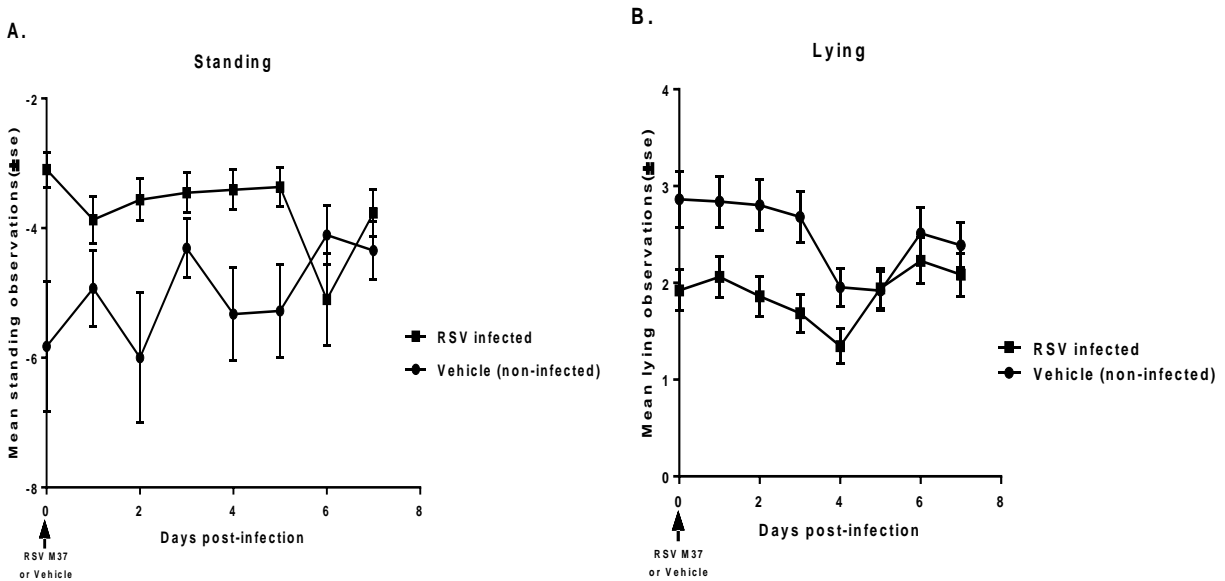 A.
Standing
Mean standing observations(±se)
-2
-4
-6
-8
0
2
4
6
8
Days post-infection
RSV M37
or Vehicle
RSV infected
Vehicle (non-infected)
B.
Lying
Mean lying observations(±se)
4
3
2
1
0
0
2
4
6
8
Days post-infection
RSV M37
or Vehicle
RSV infected
Vehicle (non-infected)